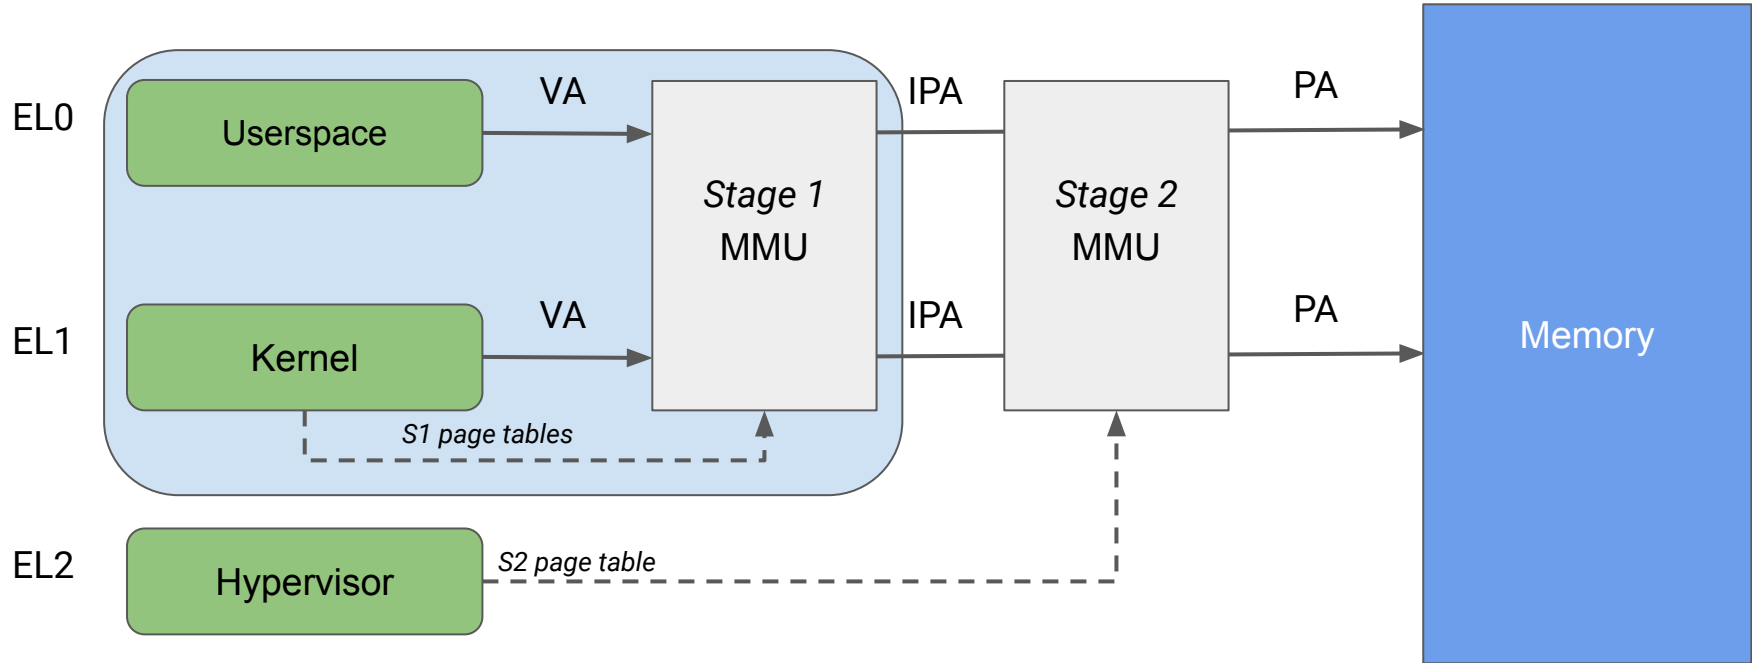 VA
IPA
PA
EL0
Userspace
Stage 1
MMU
Stage 2
MMU
VA
IPA
PA
EL1
Kernel
Memory
S1 page tables
EL2
Hypervisor
S2 page table